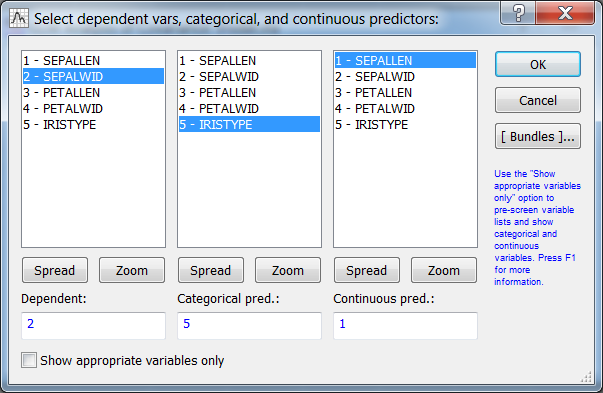 Select dependent vars, categorical, and continuous predictors:
1 - SEPALLEN
2 - SEPALWID
3 - PETALLEN
4 - PETALWID
5 - IRISTYPE
1 - SEPALLEN
2 - SEPALWID
3 - PETALLEN
4 - PETALWID
5 - IRISTYPE
1 - SEPALLEN
2 - SEPALWID
3 - PETALLEN
4 - PETALWID
5 - IRISTYPE
OK
Cancel
[ Bundles ]...
Use the "Show
appropriate variables
only" option to
pre-screen variable
lists and show
categorical and
continuous
variables. Press F1
for more
information.
Spread Zoom Spread Zoom Spread Zoom
Dependent: Categorical pred.: Continuous pred.:
2 5 1
Show appropriate variables only